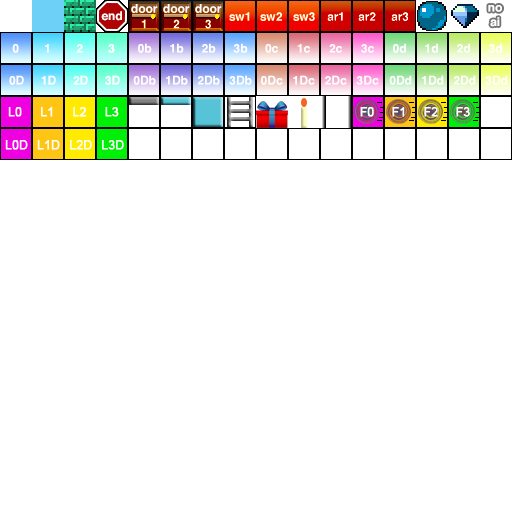 end door 1 door 2 door 3 sw1 sw2 sw3 ar1 ar2 ar3 no ai
0 1 2 3 0b 1b 2b 3b 0c 1c 2c 3c 0d 1d 2d 3d
0D 1D 2D 3D 0Db 1Db 2Db 3Db 0Dc 1Dc 2Dc 3Dc 0Dd 1Dd 2Dd 3Dd
L0 L1 L2 L3 F0 F1 F2 F3
L0D L1D L2D L3D